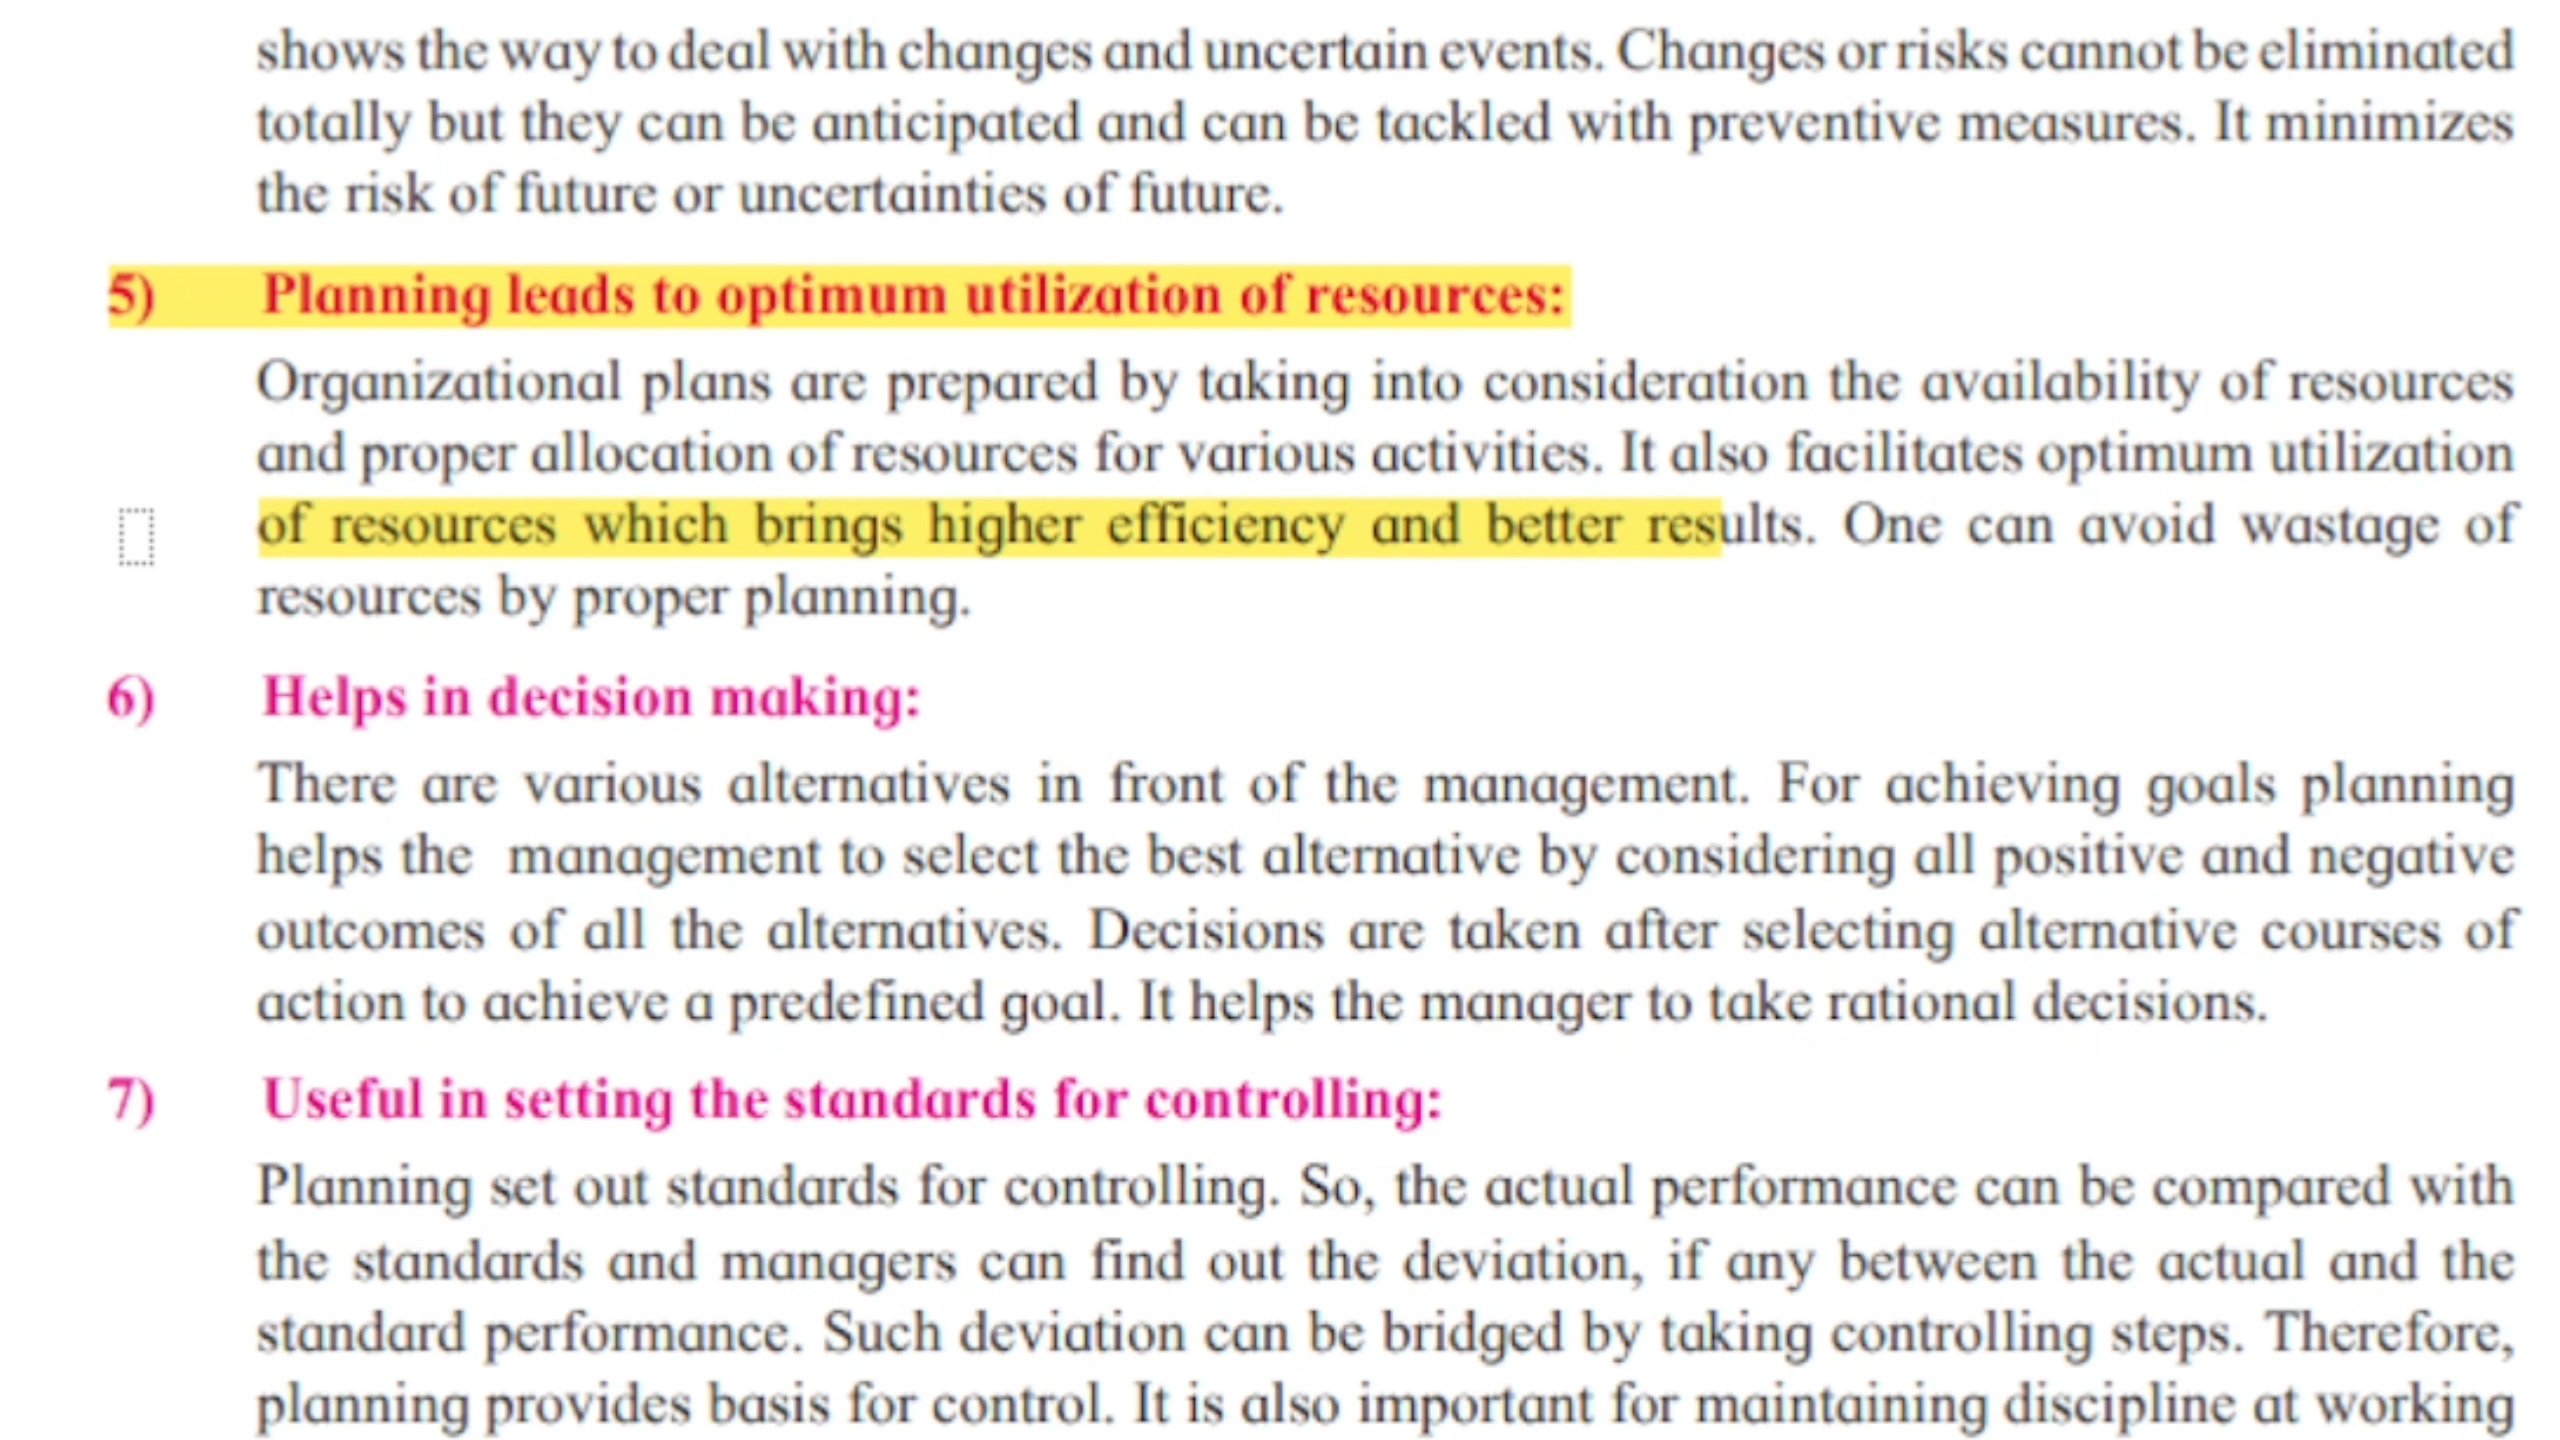 shows the way to deal with changes and uncertain events. Changes or risks cannot be eliminated
totally but they can be anticipated and can be tackled with preventive measures. It minimizes
the risk of future or uncertainties of future.
5) Planning leads to optimum utilization of resources:
Organizational plans are prepared by taking into consideration the availability of resources
and proper allocation of resources for various activities. It also facilitates optimum utilization
of resources which brings higher efficiency and better results. One can avoid wastage of
resources by proper planning.
6) Helps in decision making:
There are various alternatives in front of the management. For achieving goals planning
helps the management to select the best alternative by considering all positive and negative
outcomes of all the alternatives. Decisions are taken after selecting alternative courses of
action to achieve a predefined goal. It helps the manager to take rational decisions.
7) Useful in setting the standards for controlling:
Planning set out standards for controlling. So, the actual performance can be compared with
the standards and managers can find out the deviation, if any between the actual and the
standard performance. Such deviation can be bridged by taking controlling steps. Therefore,
planning provides basis for control. It is also important for maintaining discipline at working